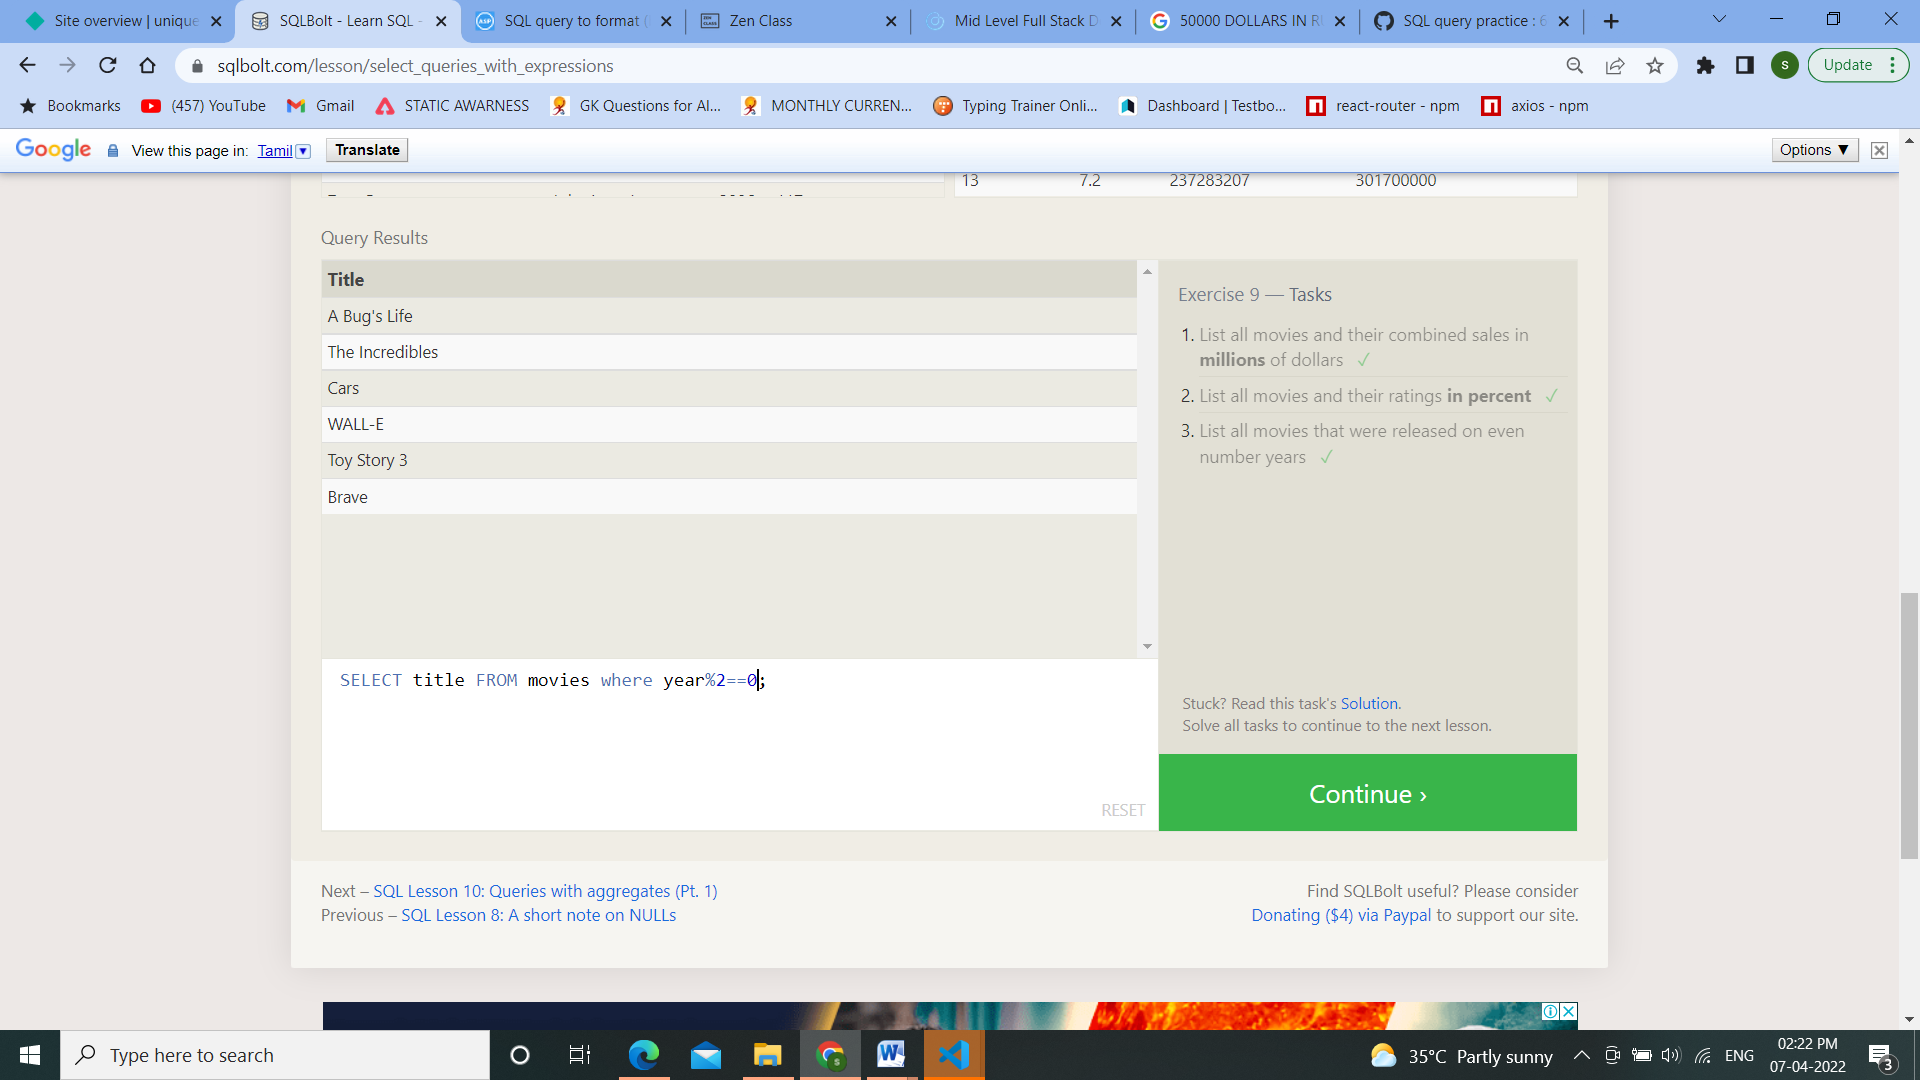 Site overview | unique
SQLBolt - Learn SQL -
SQL query to format (
Zen Class
Mid Level Full Stack D
50000 DOLLARS IN RU
SQL query practice : 6
sqlbolt.com/lesson/select_queries_with_expressions
S
Update
Bookmarks
(457) YouTube
Gmail
STATIC AWARNESS
GK Questions for Al...
MONTHLY CURREN...
Typing Trainer Onli...
Dashboard | Testbo...
react-router - npm
axios - npm
Google
View this page in: Tamil
Translate
Options ▼
13 7.2 237283207 301700000
Query Results
Title
A Bug's Life
The Incredibles
Cars
WALL-E
Toy Story 3
Brave
Exercise 9 — Tasks
1. List all movies and their combined sales in
millions of dollars ✓
2. List all movies and their ratings in percent ✓
3. List all movies that were released on even
number years ✓
SELECT title FROM movies where year%2==0;
RESET
Stuck? Read this task's Solution.
Solve all tasks to continue to the next lesson.
Continue ›
Next – SQL Lesson 10: Queries with aggregates (Pt. 1)
Previous – SQL Lesson 8: A short note on NULLs
Find SQLBolt useful? Please consider
Donating ($4) via Paypal to support our site.
Type here to search
35°C Partly sunny
ENG
02:22 PM
07-04-2022
3